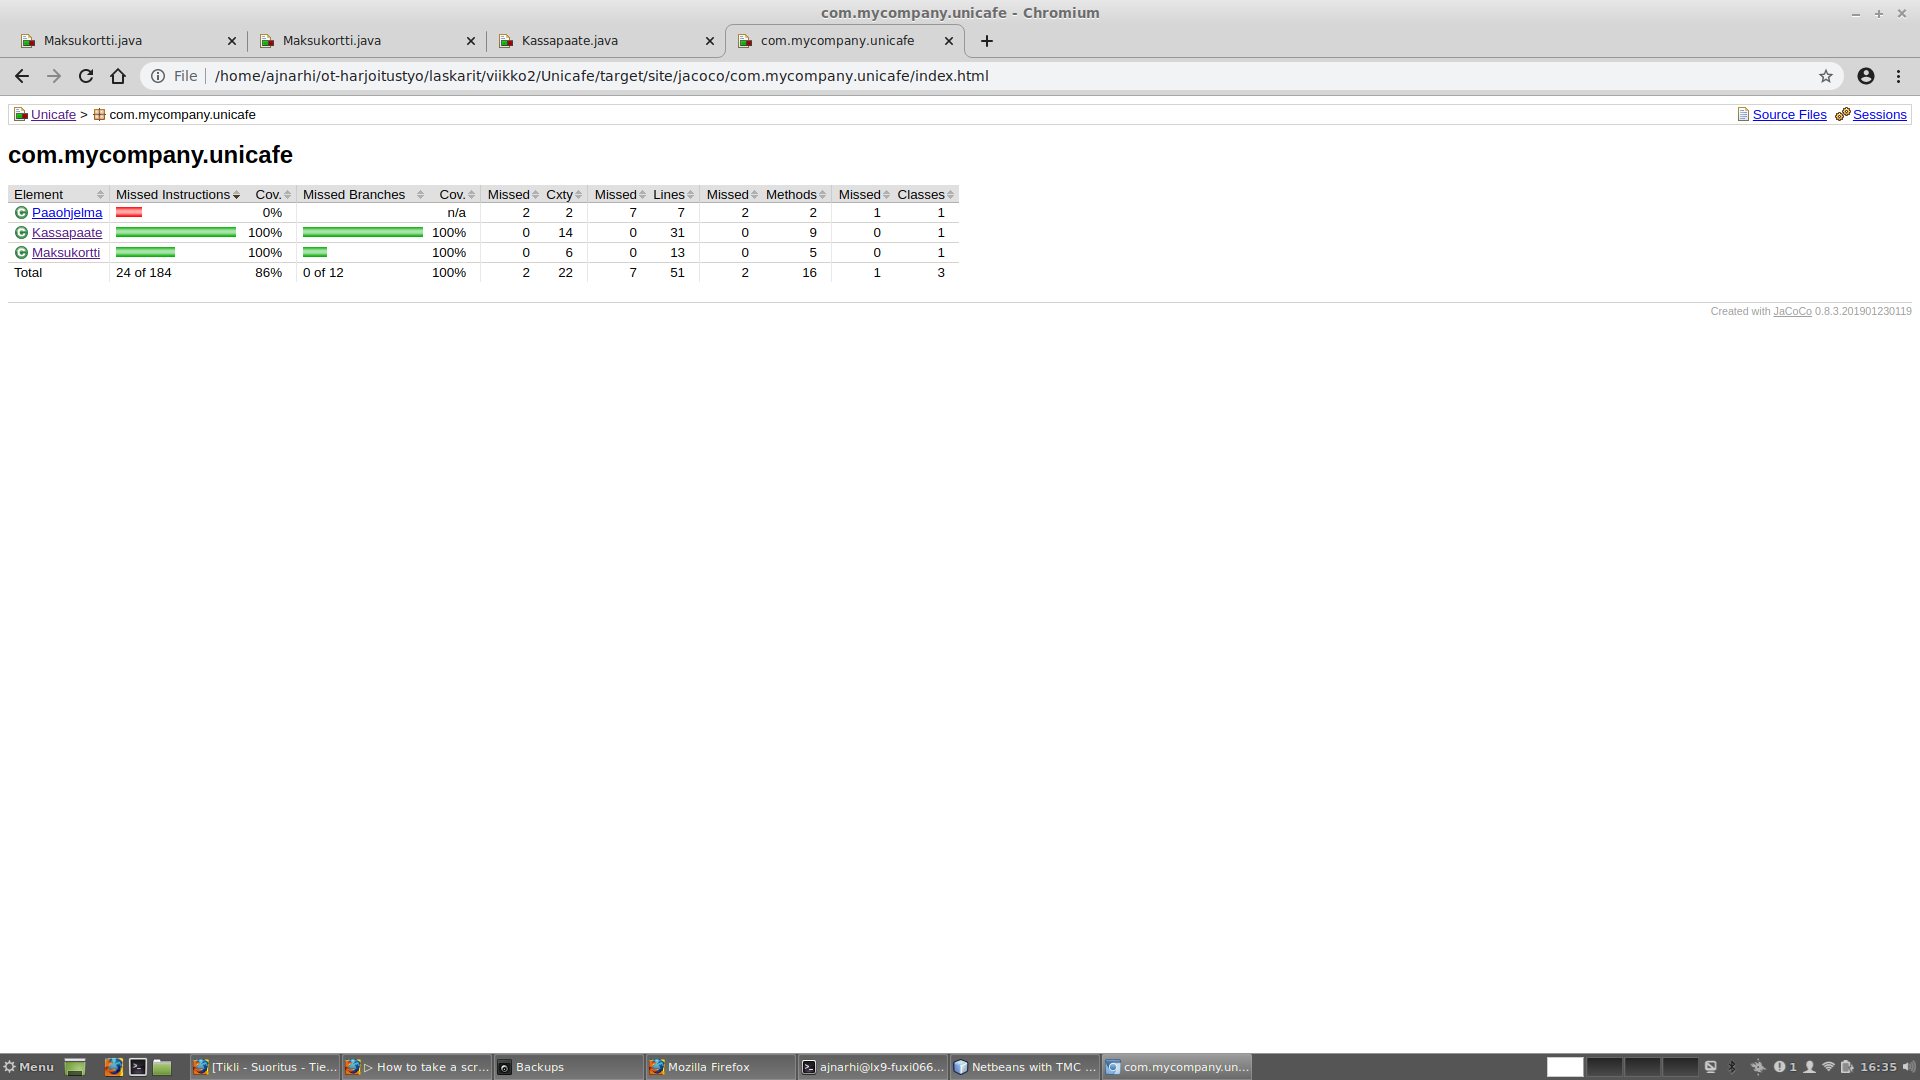 com.mycompany.unicafe - Chromium
Maksukortti.java Maksukortti.java Kassapaate.java com.mycompany.unicafe
File /home/ajnarhi/ot-harjoitustyo/laskarit/viikko2/Unicafe/target/site/jacoco/com.mycompany.unicafe/index.html
Unicafe > com.mycompany.unicafe Source Files Sessions
com.mycompany.unicafe
Element Missed Instructions Cov. Missed Branches Cov. Missed Cxty Missed Lines Missed Methods Missed Classes
Paaohjelma 0% n/a 2 2 7 7 2 2 1 1
Kassapaate 100% 100% 0 14 0 31 0 9 0 1
Maksukortti 100% 100% 0 6 0 13 0 5 0 1
Total 24 of 184 86% 0 of 12 100% 2 22 7 51 2 16 1 3
Created with JaCoCo 0.8.3.201901230119
Menu [Tikli - Suoritus - Tie... ▷ How to take a scr... Backups Mozilla Firefox ajnarhi@lx9-fuxi066... Netbeans with TMC ... com.mycompany.un... 1 16:35